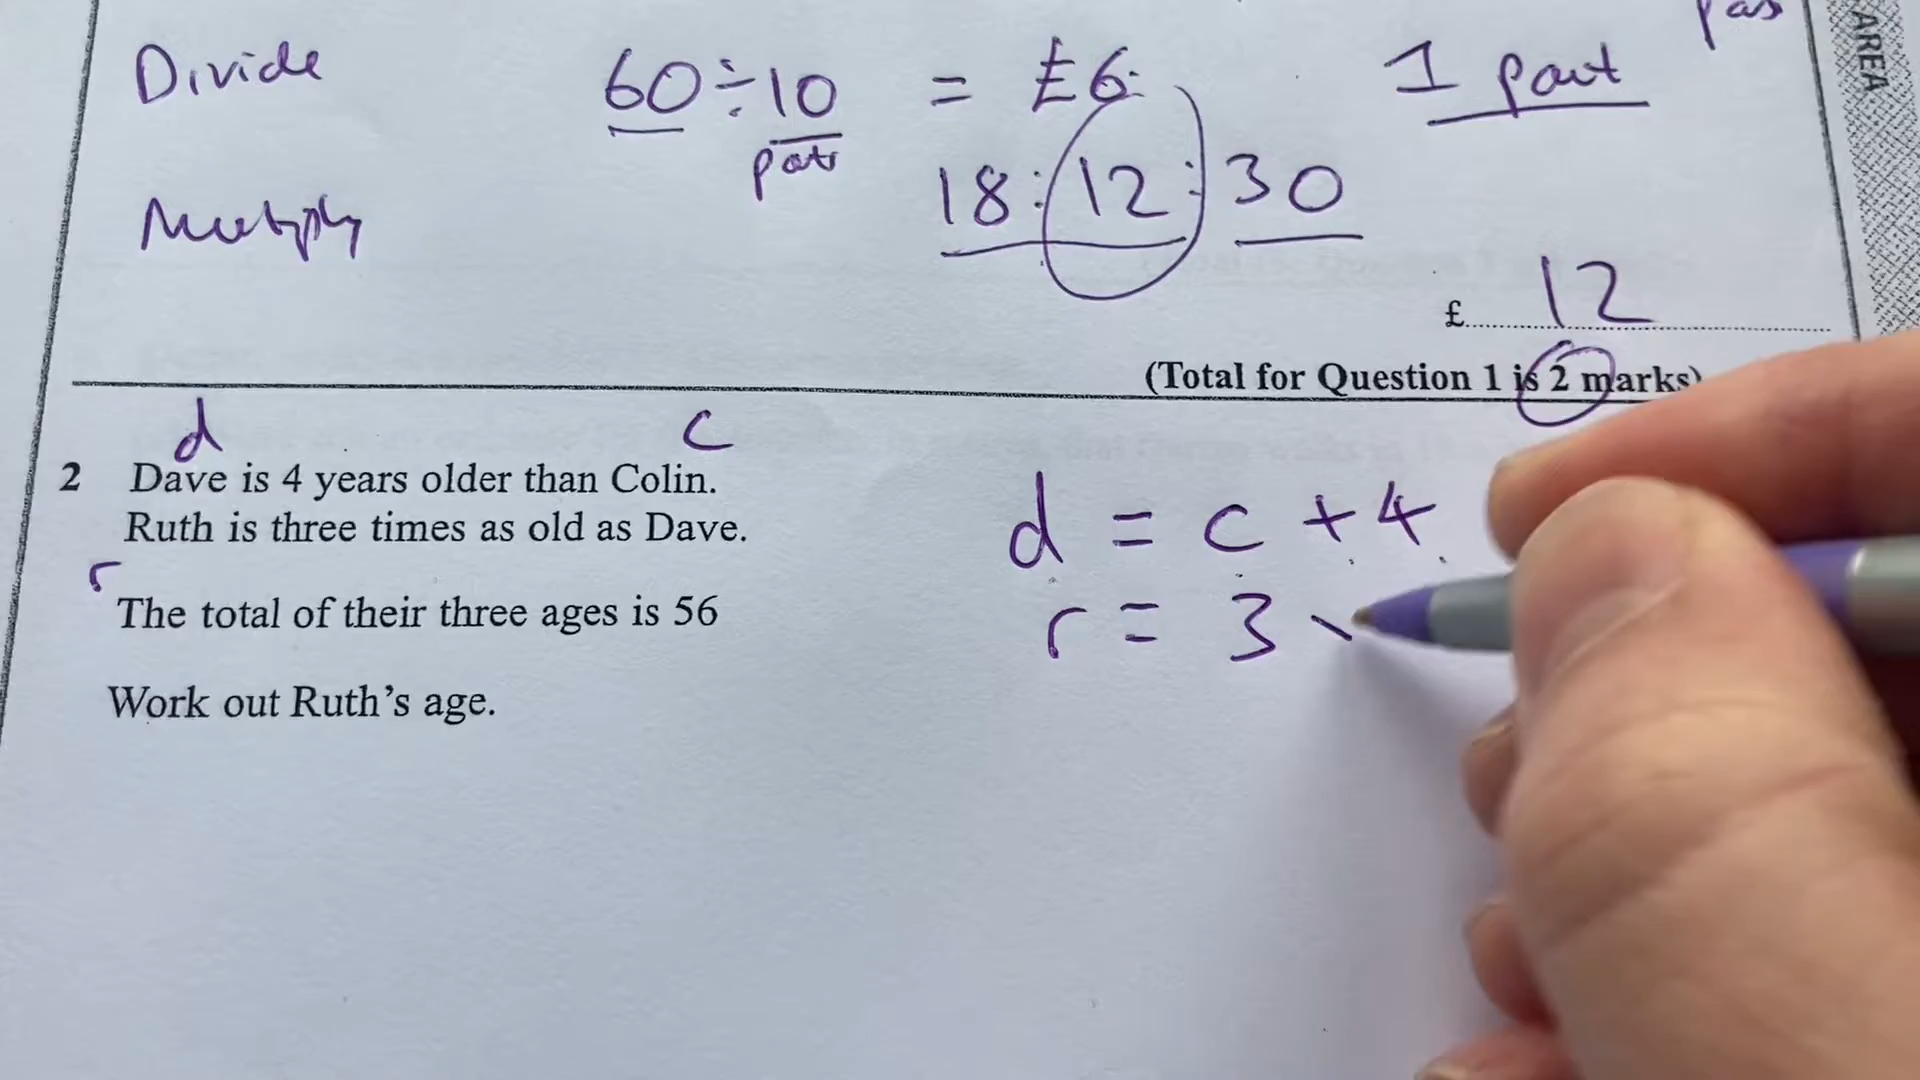 AREA
Divide 60 ÷ 10 = £6 1 part
parts
Multiply 18 : 12 : 30
£ 12
(Total for Question 1 is 2 marks)
d c
2 Dave is 4 years older than Colin.
Ruth is three times as old as Dave.
r
The total of their three ages is 56
Work out Ruth's age.
d = c + 4
r = 3